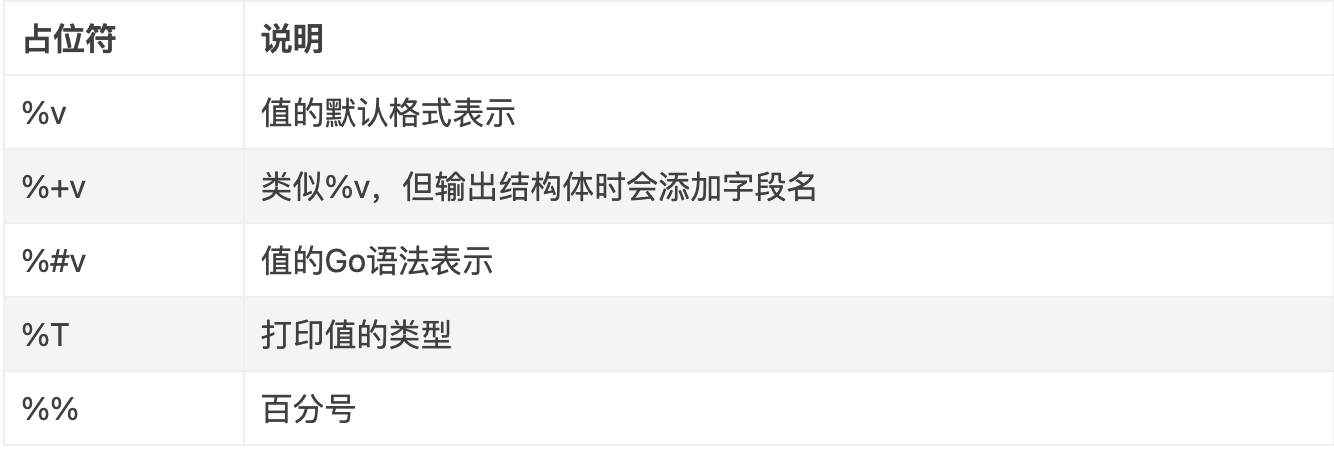 占位符 说明
%v 值的默认格式表示
%+v 类似%v，但输出结构体时会添加字段名
%#v 值的Go语法表示
%T 打印值的类型
%% 百分号